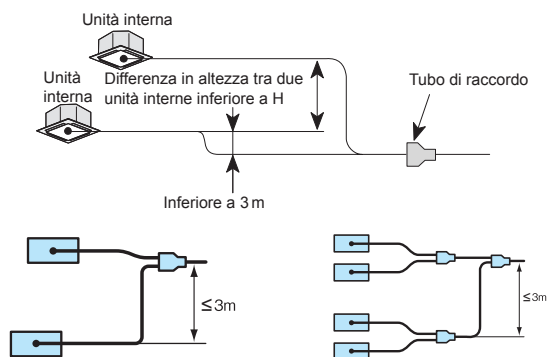 Unità interna
Unità
interna
Differenza in altezza tra due
unità interne inferiore a H
Tubo di raccordo
Inferiore a 3 m
≤3m
≤3m